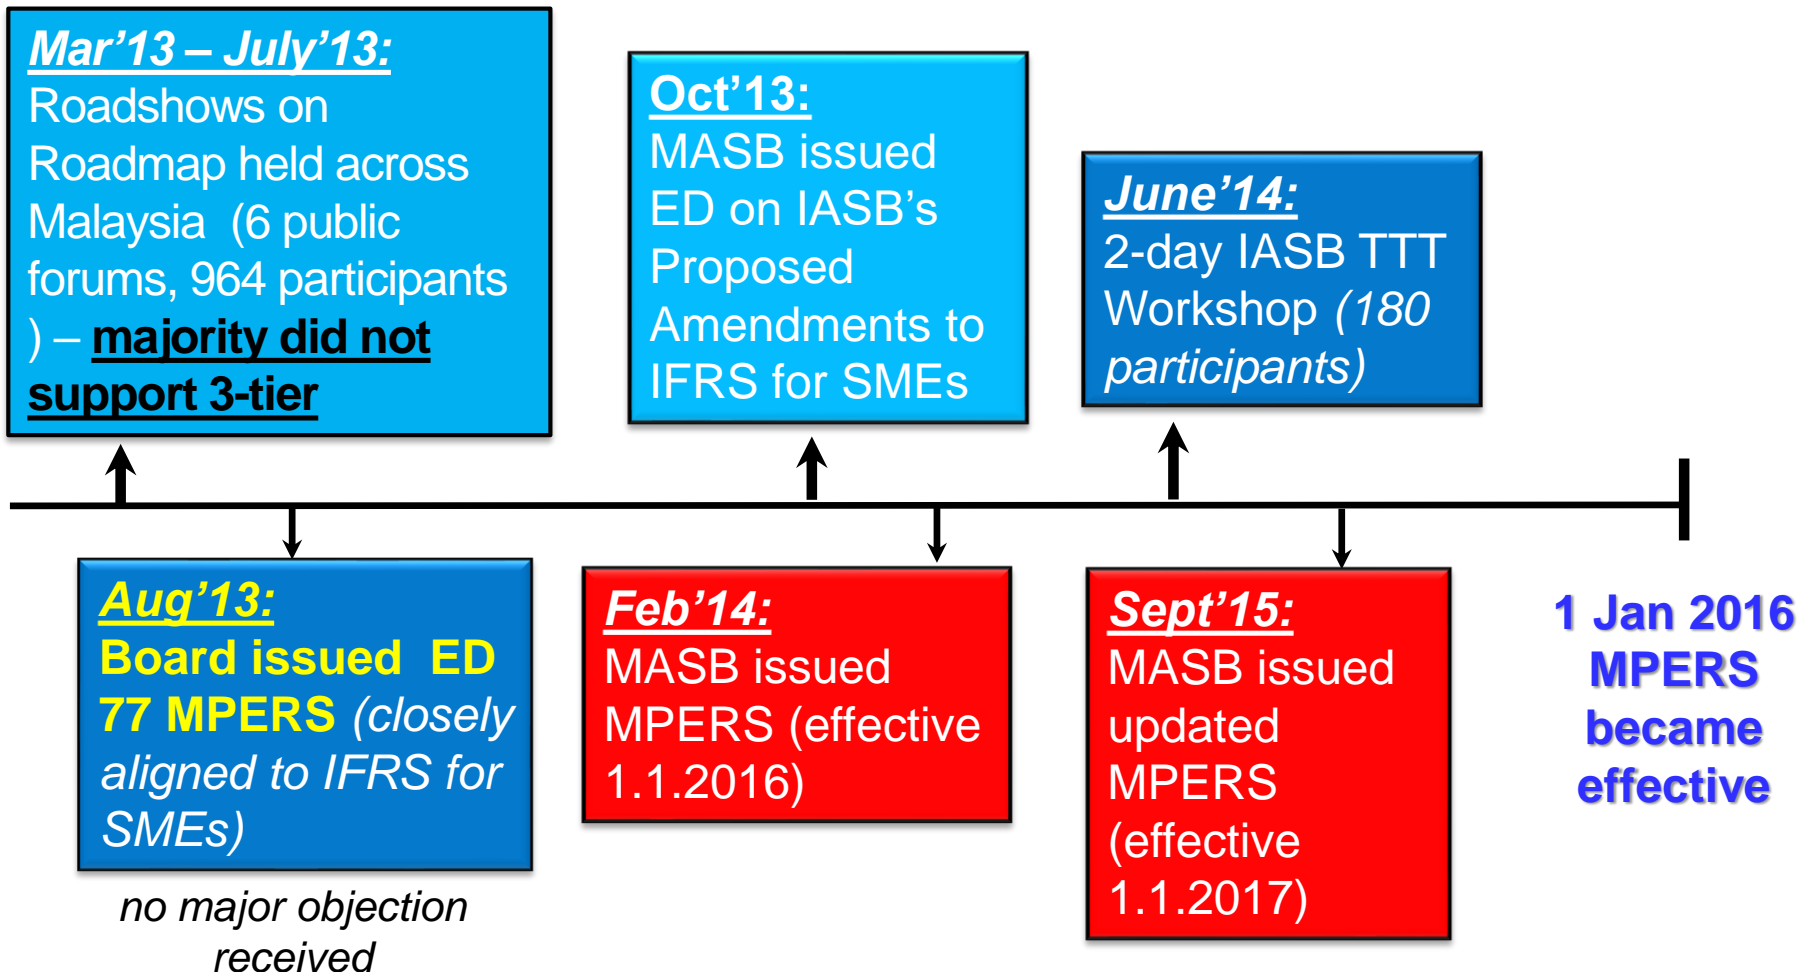 Mar’13 – July’13:
Roadshows on
Roadmap held across
Malaysia (6 public
forums, 964 participants
) – majority did not
support 3-tier
Oct’13:
MASB issued
ED on IASB’s
Proposed
Amendments to
IFRS for SMEs
June’14:
2-day IASB TTT
Workshop (180
participants)
Aug’13:
Board issued ED
77 MPERS (closely
aligned to IFRS for
SMEs)
no major objection
received
Feb’14:
MASB issued
MPERS (effective
1.1.2016)
Sept’15:
MASB issued
updated
MPERS
(effective
1.1.2017)
1 Jan 2016
MPERS
became
effective